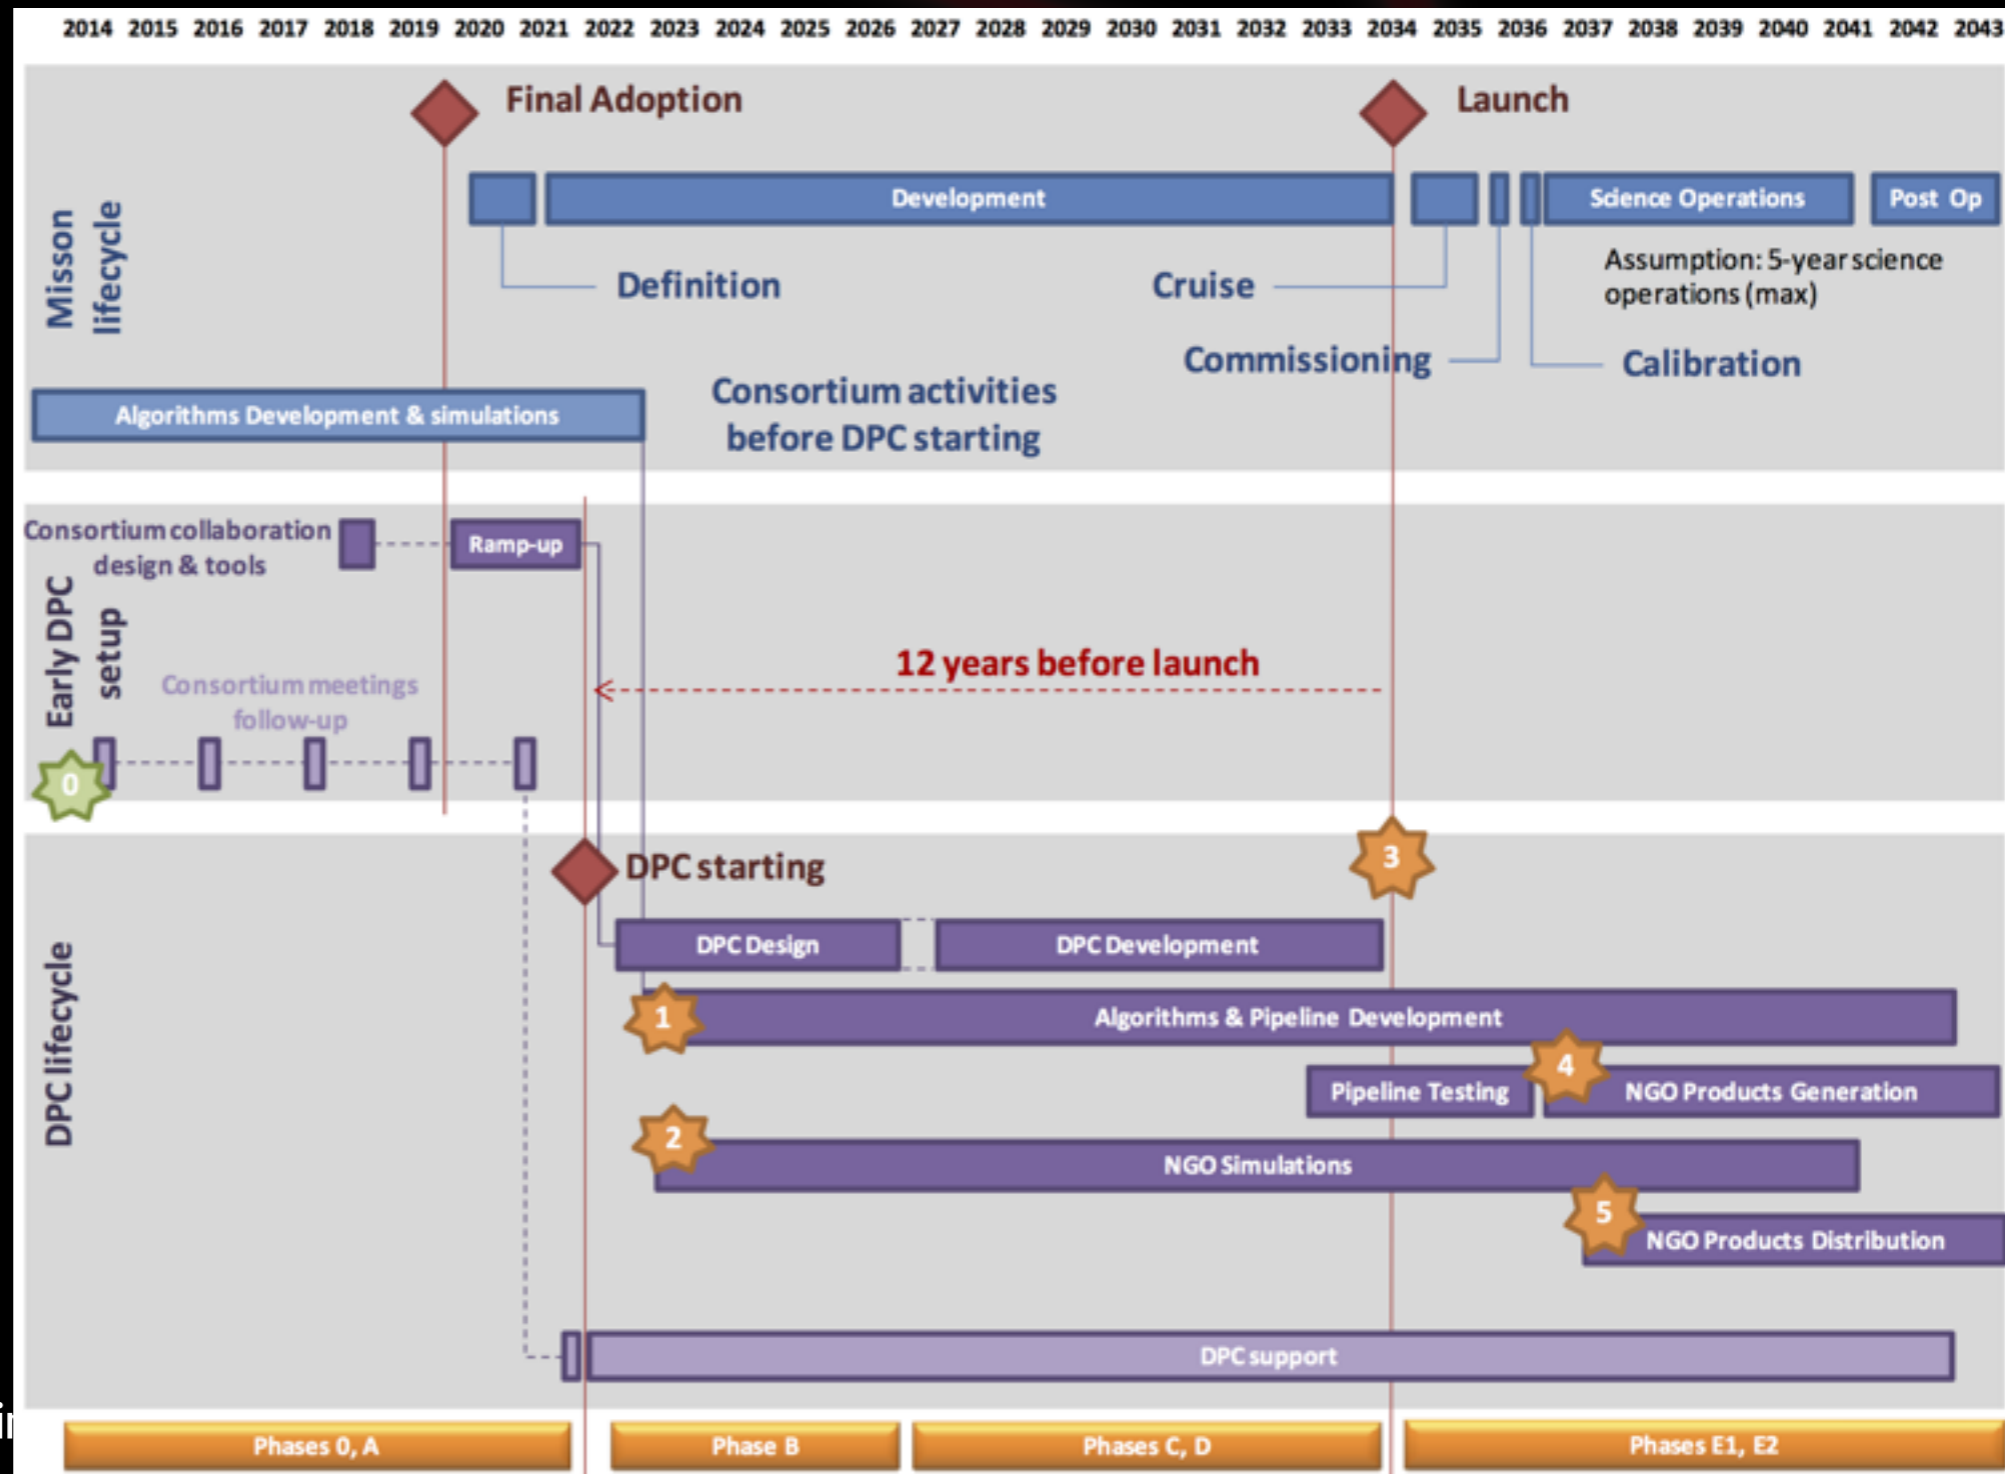 2014 2015 2016 2017 2018 2019 2020 2021 2022 2023 2024 2025 2026 2027 2028 2029 2030 2031 2032 2033 2034 2035 2036 2037 2038 2039 2040 2041 2042 2043
Final Adoption
Launch
Misson
lifecycle
Development
Science Operations
Post Op
Definition
Cruise
Assumption: 5-year science
operations (max)
Commissioning
Calibration
Algorithms Development & simulations
Consortium activities
before DPC starting
Early DPC
setup
Consortium collaboration
design & tools
Ramp-up
12 years before launch
Consortium meetings
follow-up
0
DPC lifecycle
DPC starting
3
DPC Design
DPC Development
1
Algorithms & Pipeline Development
4
Pipeline Testing
NGO Products Generation
2
NGO Simulations
5
NGO Products Distribution
DPC support
Phases 0, A
Phase B
Phases C, D
Phases E1, E2